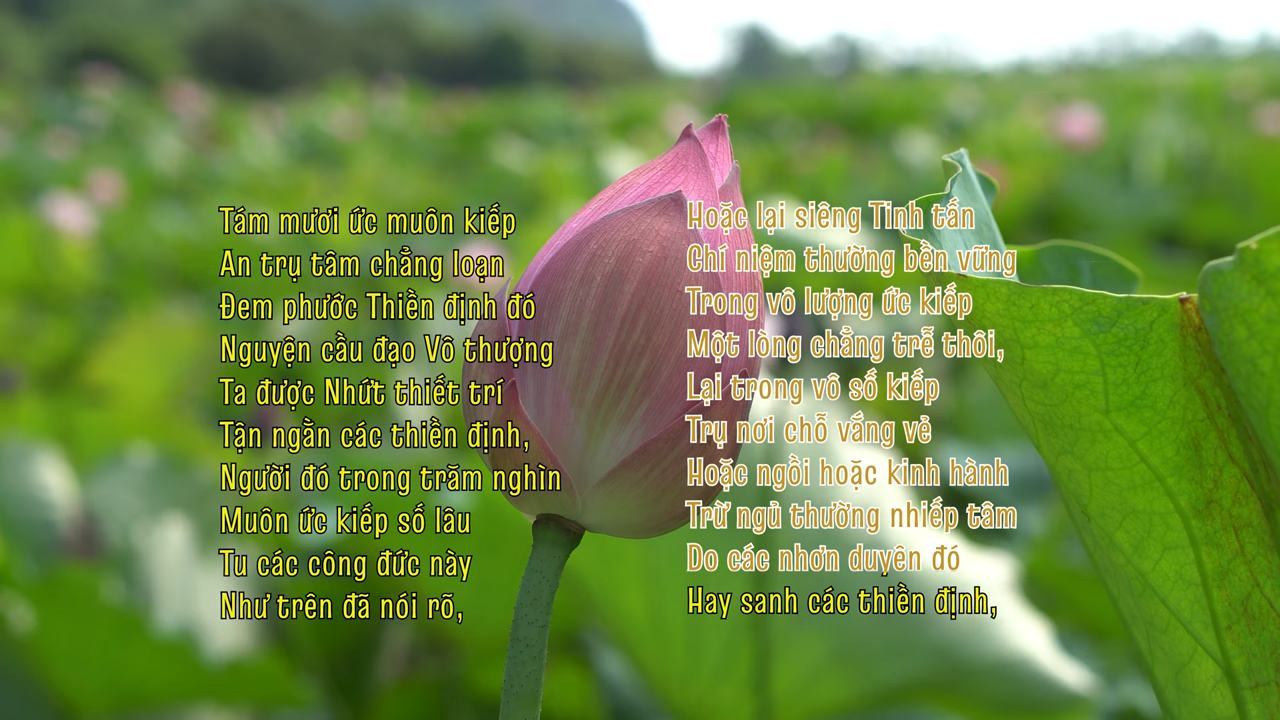 Tám mươi ức muôn kiếp
An trụ tâm chẳng loạn
Đem phước Thiền định đó
Nguyện cầu đạo Vô thượng
Ta được Nhứt thiết trí
Tận ngằn các thiền định,
Người đó trong trăm nghìn
Muôn ức kiếp số lâu
Tu các công đức này
Như trên đã nói rõ,
Hoặc lại siêng Tinh tấn
Chí niệm thường bền vững
Trong vô lượng ức kiếp
Một lòng chẳng trễ thôi,
Lại trong vô số kiếp
Trụ nơi chỗ vắng vẻ
Hoặc ngồi hoặc kinh hành
Trừ ngủ thường nhiếp tâm
Do các nhơn duyên đó
Hay sanh các thiền định,